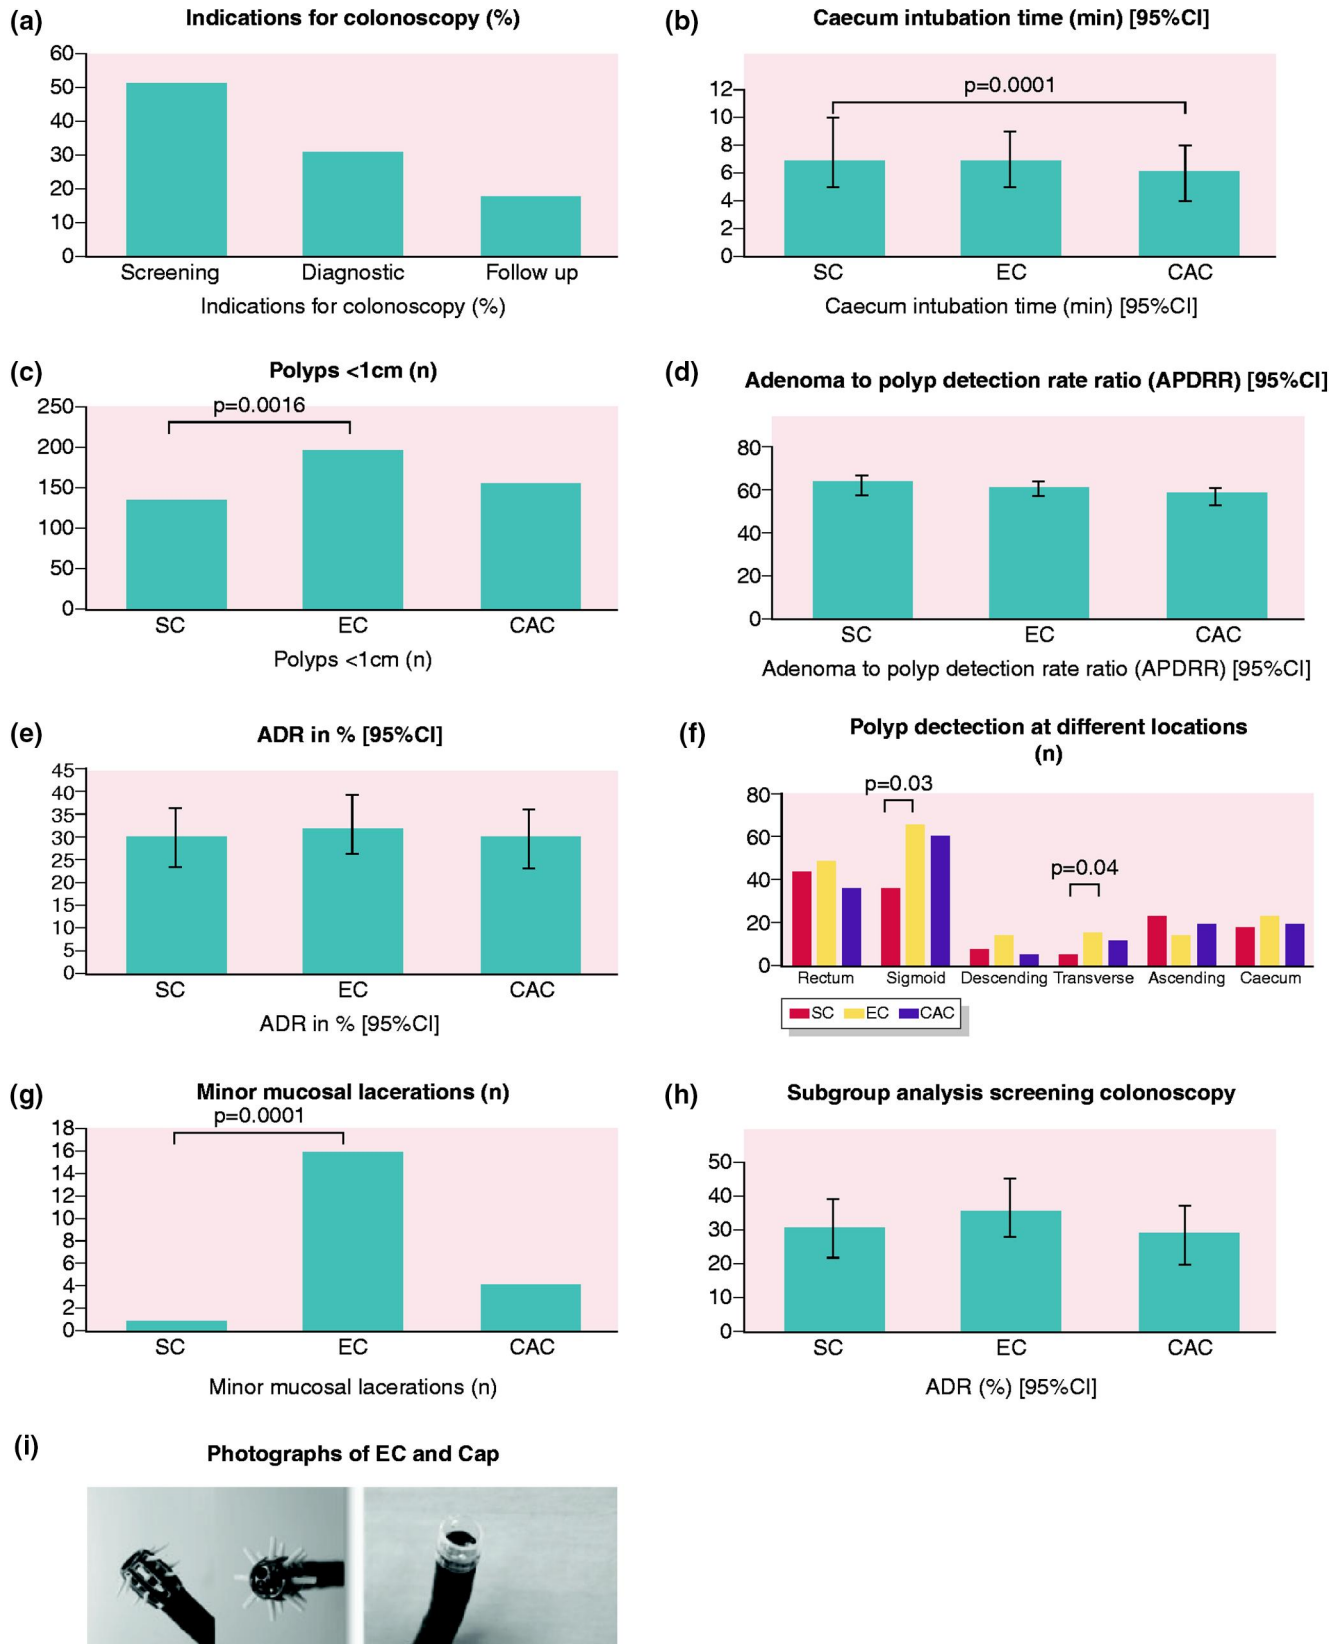 (a)
Indications for colonoscopy (%)
60
50
40
30
20
10
0
Screening Diagnostic Follow up
Indications for colonoscopy (%)
(b)
Caecum intubation time (min) [95%CI]
p=0.0001
12
10
8
6
4
2
0
SC EC CAC
Caecum intubation time (min) [95%CI]
(c)
Polyps <1cm (n)
p=0.0016
250
200
150
100
50
0
SC EC CAC
Polyps <1cm (n)
(d)
Adenoma to polyp detection rate ratio (APDRR) [95%CI]
80
60
40
20
0
SC EC CAC
Adenoma to polyp detection rate ratio (APDRR) [95%CI]
(e)
ADR in % [95%CI]
45
40
35
30
25
20
15
10
5
0
SC EC CAC
ADR in % [95%CI]
(f)
Polyp dectection at different locations
(n)
p=0.03
p=0.04
80
60
40
20
0
Rectum Sigmoid Descending Transverse Ascending Caecum
SC EC CAC
(g)
Minor mucosal lacerations (n)
p=0.0001
18
16
14
12
10
8
6
4
2
0
SC EC CAC
Minor mucosal lacerations (n)
(h)
Subgroup analysis screening colonoscopy
50
40
30
20
10
0
SC EC CAC
ADR (%) [95%CI]
(i)
Photographs of EC and Cap